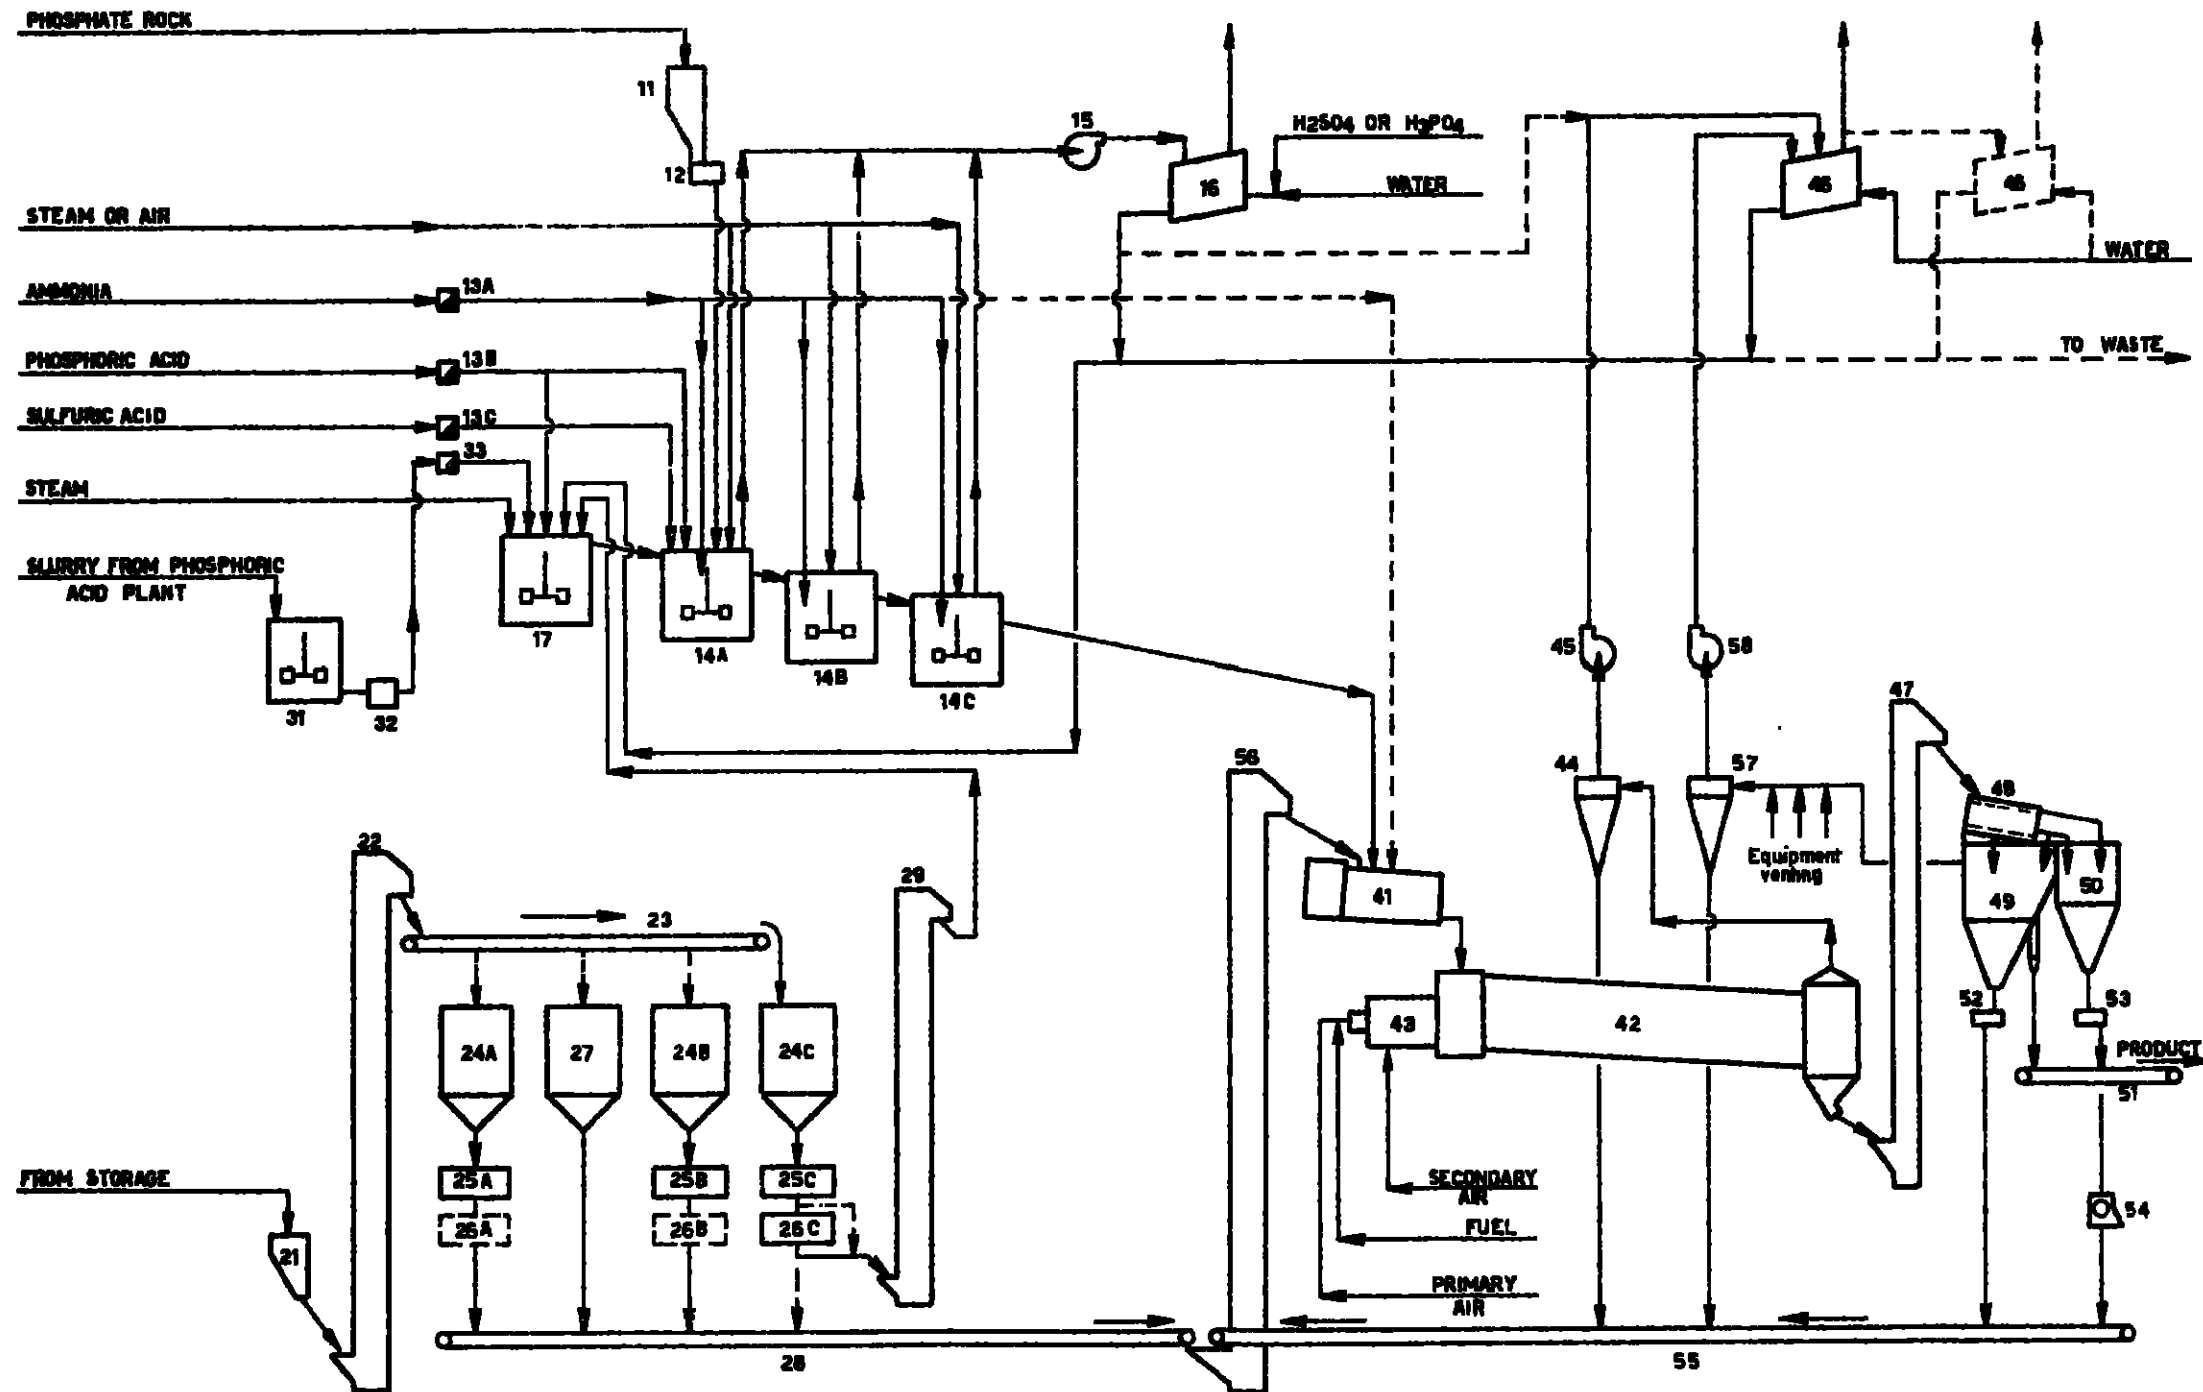 PHOSPHATE ROCK
11
12
15
H2SO4 OR H3PO4
16
WATER
46
46
WATER
STEAM OR AIR
AMMONIA
13A
PHOSPHORIC ACID
13B
TO WASTE
SULFURIC ACID
13C
33
STEAM
SLURRY FROM PHOSPHORIC
ACID PLANT
31
32
17
14A
14B
14C
45
58
47
56
44
57
48
Equipment
venting
22
29
23
41
49
50
24A
27
24B
24C
43
42
52
53
PRODUCT
51
FROM STORAGE
25A
25B
25C
26A
26B
26C
SECONDARY
AIR
54
FUEL
21
PRIMARY
AIR
28
55